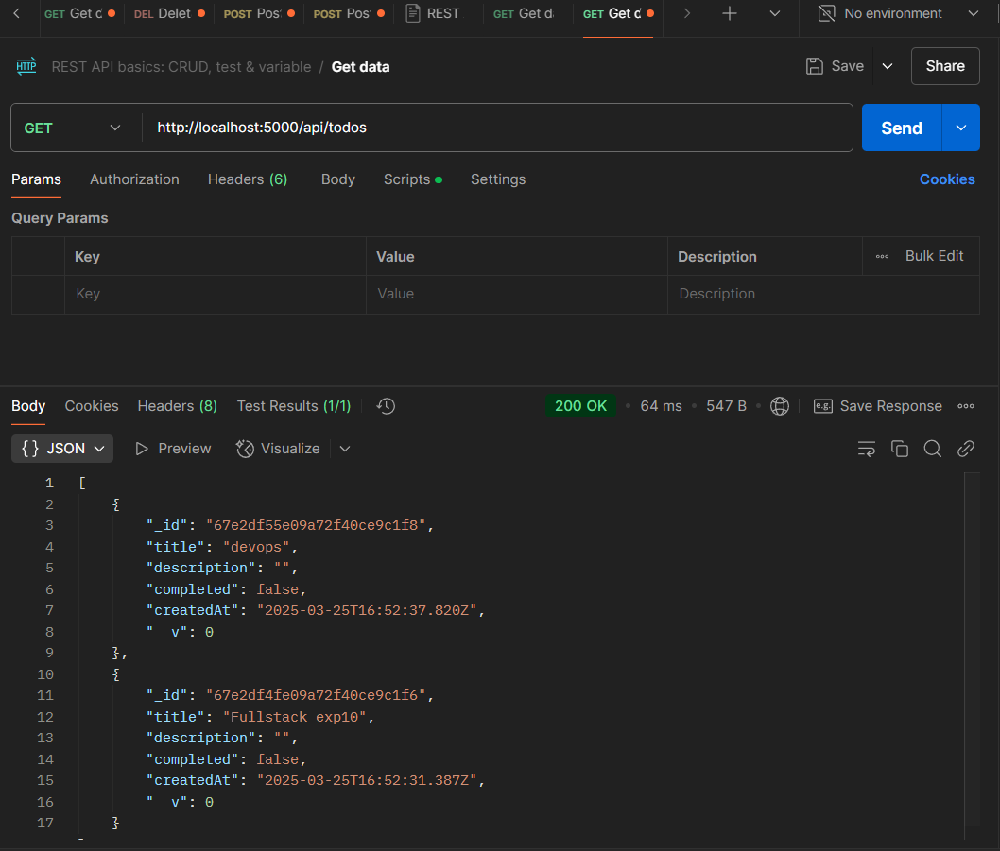 GET Get d DEL Delet POST Pos POST Pos REST GET Get d GET Get d No environment
HTTP REST API basics: CRUD, test & variable / Get data Save Share
GET http://localhost:5000/api/todos Send
Params Authorization Headers (6) Body Scripts Settings Cookies
Query Params
Key Value Description Bulk Edit
Key Value Description
Body Cookies Headers (8) Test Results (1/1) 200 OK 64 ms 547 B e.g. Save Response
{} JSON Preview Visualize
1 [
2 {
3 "_id": "67e2df55e09a72f40ce9c1f8",
4 "title": "devops",
5 "description": "",
6 "completed": false,
7 "createdAt": "2025-03-25T16:52:37.820Z",
8 "__v": 0
9 },
10 {
11 "_id": "67e2df4fe09a72f40ce9c1f6",
12 "title": "Fullstack exp10",
13 "description": "",
14 "completed": false,
15 "createdAt": "2025-03-25T16:52:31.387Z",
16 "__v": 0
17 }